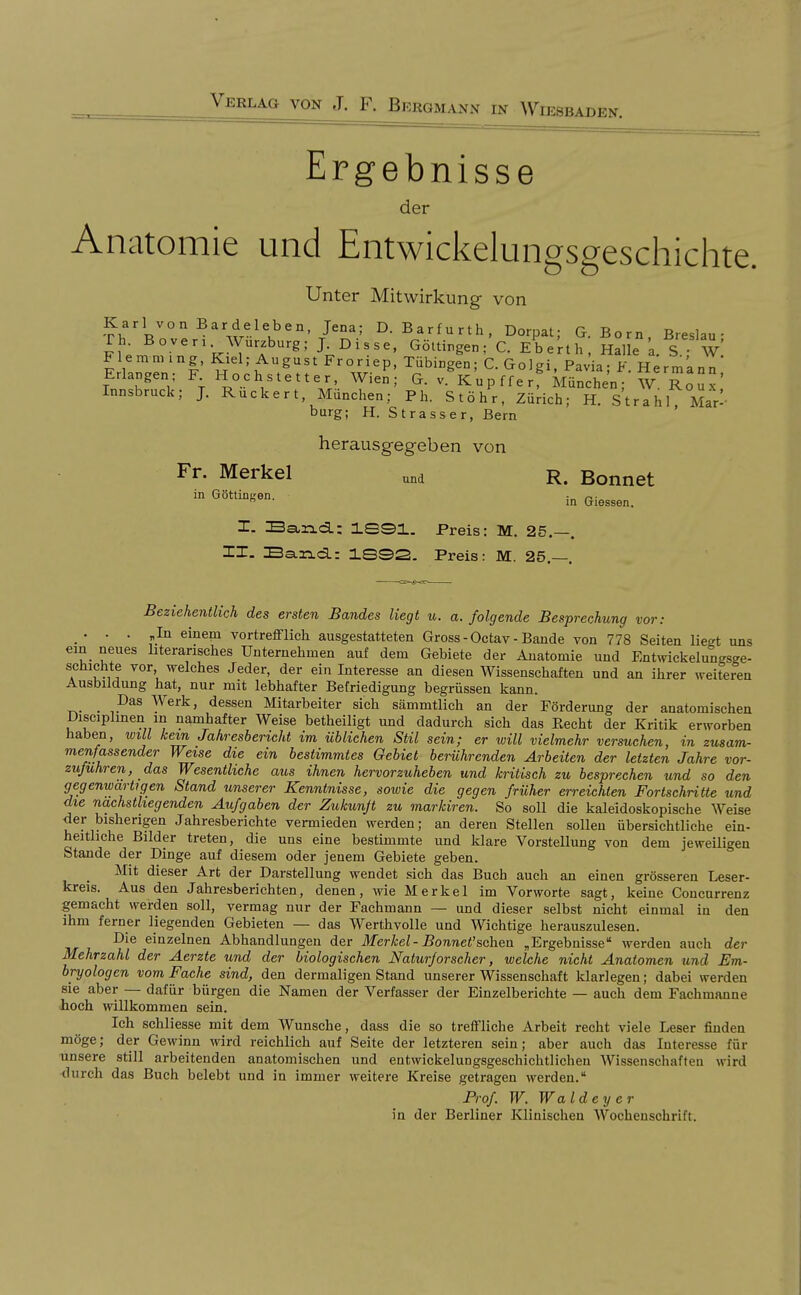 Verlag von J. F. Bergmann in Wiesbaden.
Ergebnisse
der
Anatomie und Entwickelungsgeschichte.
Unter Mitwirkung von
Karl von Bardeleben, Jena; D. Barfurth, Dorpat; G. Born, Breslau;
Th. Boveri, Würzburg; J. Disse, Göttingen; C. Eberth, Halle a. S.; W.
Flemming, Kiel; August Froriep, Tübingen; C. Golgi, Pavia; F. Hermann,
Erlangen; F. Hochstetter, Wien; G. v. Kupffer, München; W. Roux,
Innsbruck; J. Rückert, München; Ph. Stöhr, Zürich; H. Strahl, Mar-
burg; H. Strasser, Bern
herausgegeben von
Fr. Merkel und R. Bonnet
in Göttingen. in Giessen.
I. Band: 1891. Preis: M. 25.—.
II. Band: 1892. Preis: M. 25.—.
Beziehentlich des ersten Bandes liegt u. a. folgende Besprechung vor:
. . . . „In einem vortrefflich ausgestatteten Gross-Octav-Bande von 778 Seiten liegt uns
ein neues literarisches Unternehmen auf dem Gebiete der Anatomie und Entwickelungsge-
schichte vor, welches Jeder, der ein Interesse an diesen Wissenschaften und an ihrer weiteren
Ausbildung hat, nur mit lebhafter Befriedigung begrüssen kann.
Das Werk, dessen Mitarbeiter sich sämmtlich an der Förderung der anatomischen
Disciplinen in namhafter Weise betheiligt und dadurch sich das Recht der Kritik erworben
haben, will kein Jahresbericht im üblichen Stil sein; er will vielmehr versuchen, in zusam-
menfassender Weise die ein bestimmtes Gebiet berührenden Arbeiten der letzten Jahre vor-
zuführen, das Wesentliche aus ihnen hervorzuheben und kritisch zu besprechen und so den
gegenwärtigen Stand unserer Kenntnisse, sowie die gegen früher erreichten Fortschritte und
die nächstliegenden Aufgaben der Zukunft zu markiren. So soll die kaleidoskopische Weise
der bisherigen Jahresberichte vermieden werden; an deren Stellen sollen übersichtliche ein-
heitliche Bilder treten, die uns eine bestimmte und klare Vorstellung von dem jeweiligen
Stande der Dinge auf diesem oder jenem Gebiete geben.
Mit dieser Art der Darstellung wendet sich das Buch auch an einen grösseren Leser-
kreis. Aus den Jahresberichten, denen, wie Merkel im Vorworte sagt, keine Concurrenz
gemacht werden soll, vermag nur der Fachmann — und dieser selbst nicht einmal in den
ihm ferner liegenden Gebieten — das Werthvolle und Wichtige herauszulesen.
Die einzelnen Abhandlungen der Merkel-Bonnet'schen „Ergebnisse“ werden auch der
Mehrzahl der Aerzte und der biologischen Naturforscher, welche nicht Anatomen und Em-
bryologen vom Fache sind, den dermaligen Stand unserer Wissenschaft klarlegen; dabei werden
sie aber — dafür bürgen die Namen der Verfasser der Einzelberichte — auch dem Fachmanne
hoch willkommen sein.
Ich schliesse mit dem Wunsche, dass die so treffliche Arbeit recht viele Leser finden
möge; der Gewinn wird reichlich auf Seite der letzteren sein; aber auch das Interesse für
unsere still arbeitenden anatomischen und entwickelungsgeschichtlichen Wissenschaften wird
durch das Buch belebt und in immer weitere Kreise getragen werden.“
Prof. W. Waldeyer
in der Berliner Klinischen Wochenschrift.